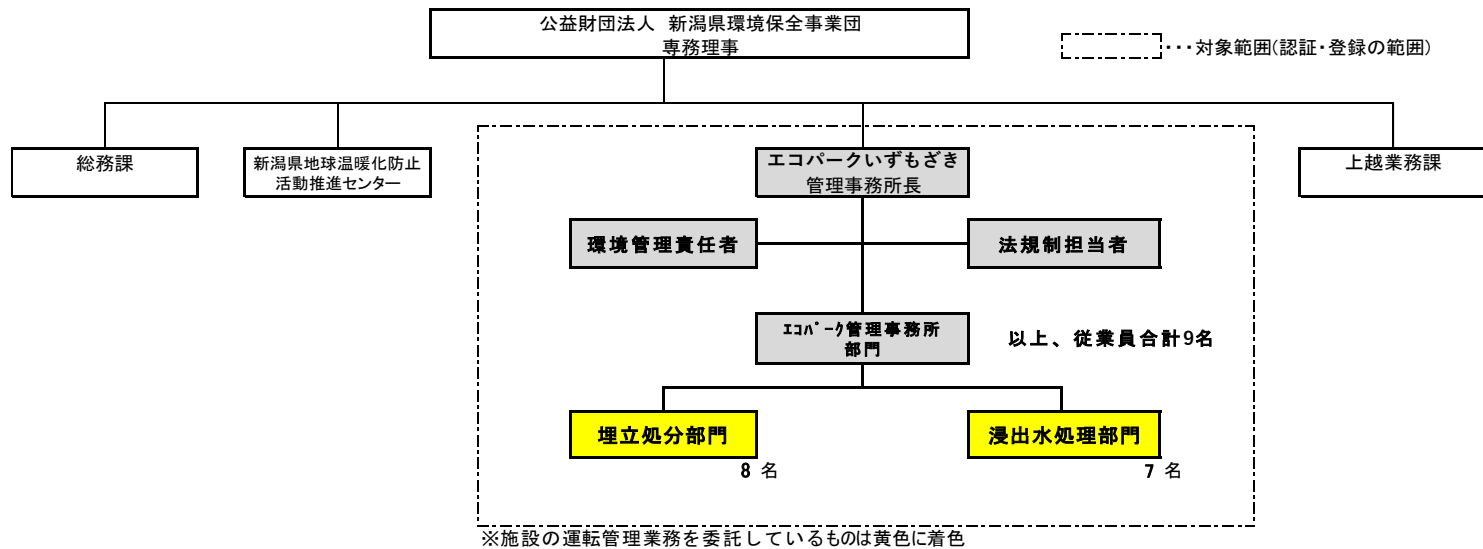 公益財団法人 新潟県環境保全事業団
専務理事
・・・対象範囲(認証・登録の範囲)
総務課
新潟県地球温暖化防止
活動推進センター
エコパークいずもざき
管理事務所長
上越業務課
環境管理責任者
法規制担当者
ｴｺﾊﾟｰｸ管理事務所
部門
以上、従業員合計9名
埋立処分部門
浸出水処理部門
8 名
7 名
※施設の運転管理業務を委託しているものは黄色に着色